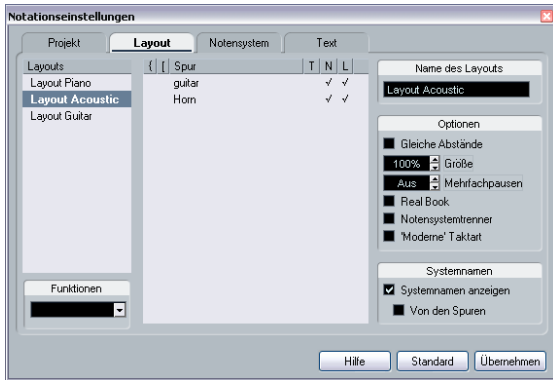 Notationseinstellungen
Projekt
Layout
Notensystem
Text
Layouts
Layout Piano
Layout Acoustic
Layout Guitar
Funktionen
{ [ Spur T N L
guitar √ √
Horn √ √
Name des Layouts
Layout Acoustic
Optionen
Gleiche Abstände
100% Größe
Aus Mehrfachpausen
Real Book
Notensystemtrenner
'Moderne' Taktart
Systemnamen
Systemnamen anzeigen
Von den Spuren
Hilfe
Standard
Übernehmen